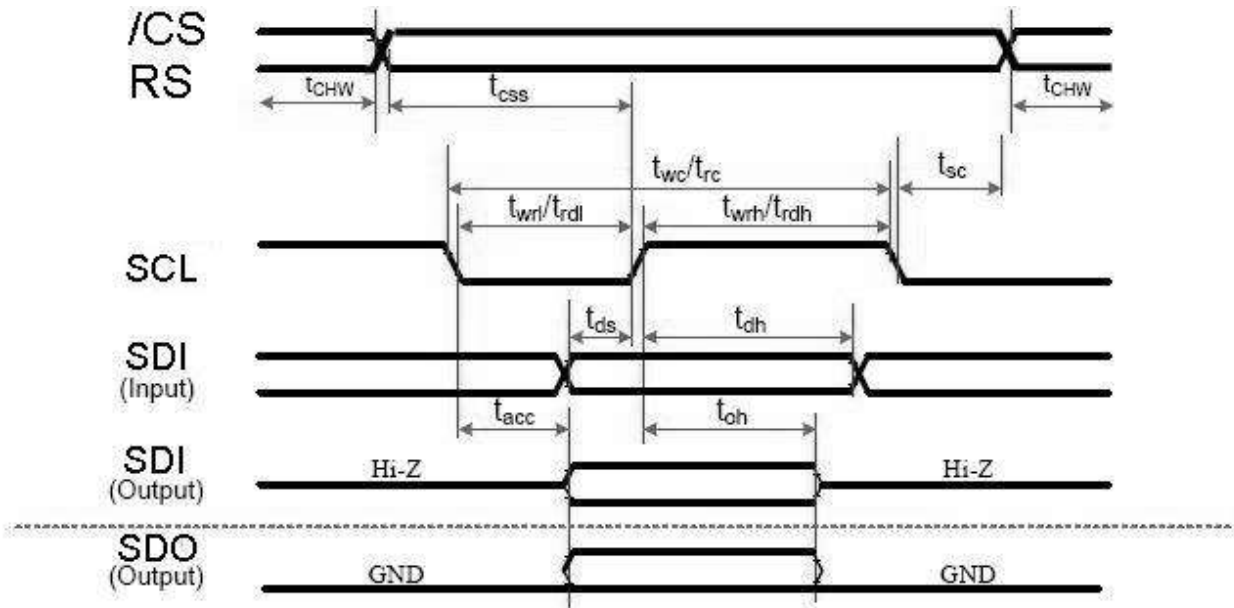 /CS
RS
tCHW
tcss
tCHW
twc/trc
tsc
twrl/trdl
twrh/trdh
SCL
tds
tdh
SDI
(Input)
tacc
toh
SDI
(Output)
Hi-Z
Hi-Z
SDO
(Output)
GND
GND